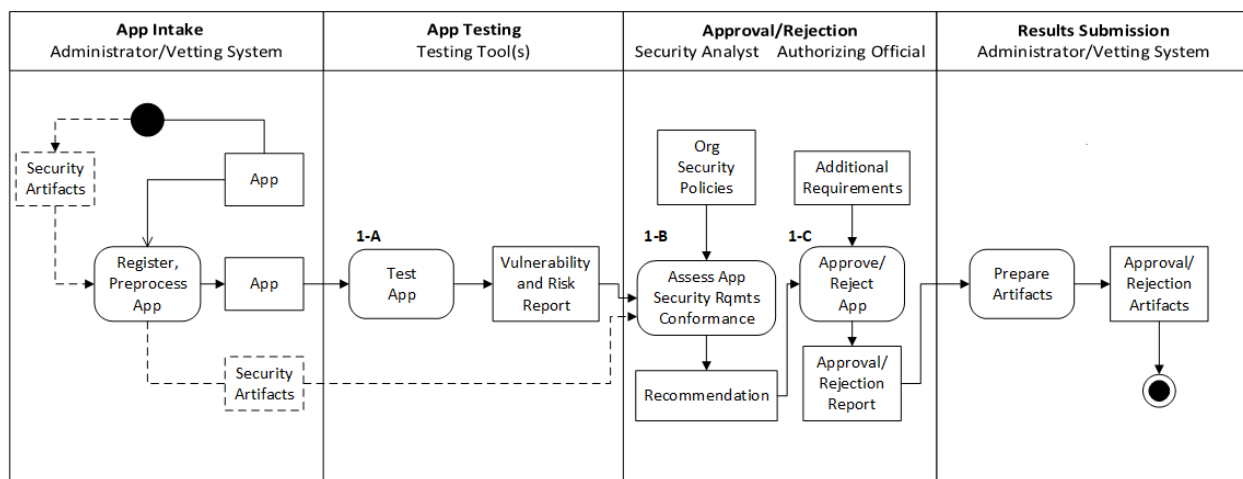 App Intake
Administrator/Vetting System
App Testing
Testing Tool(s)
Approval/Rejection
Security Analyst Authorizing Official
Results Submission
Administrator/Vetting System
Security
Artifacts
App
Register,
Preprocess
App
App
Security
Artifacts
1-A
Test
App
Vulnerability
and Risk
Report
Org
Security
Policies
1-B
Assess App
Security Rqmts
Conformance
Recommendation
Additional
Requirements
1-C
Approve/
Reject
App
Approval/
Rejection
Report
Prepare
Artifacts
Approval/
Rejection
Artifacts